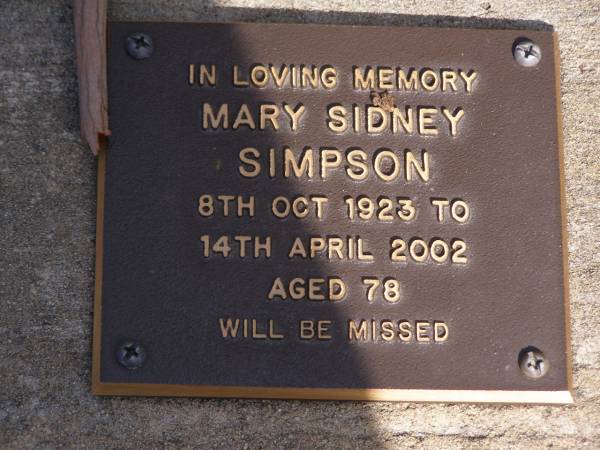 IN LOVING MEMORY
MARY SIDNEY
SIMPSON
8TH OCT 1923 TO
14TH APRIL 2002
AGED 78
WILL BE MISSED